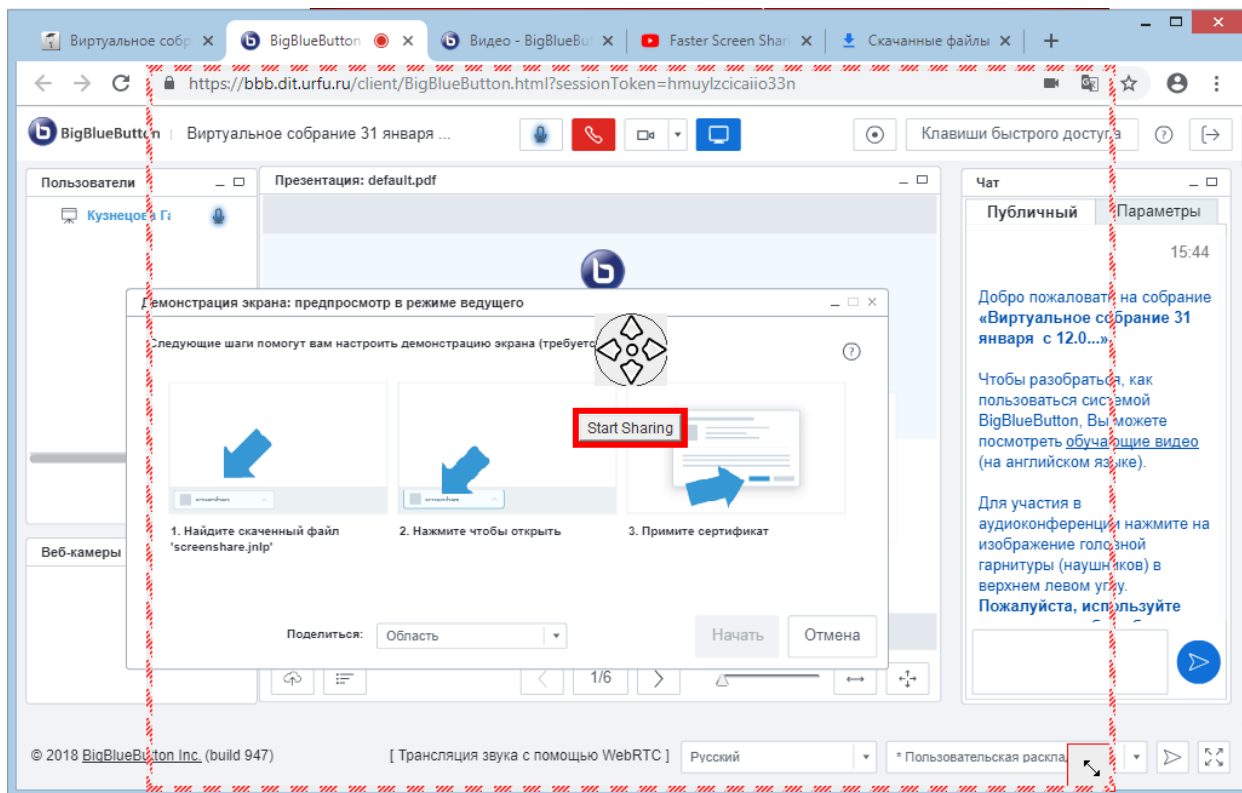 Виртуальное собр
BigBlueButton
Видео - BigBlueBut
Faster Screen Shari
Скачанные файлы
https://bbb.dit.urfu.ru/client/BigBlueButton.html?sessionToken=hmuylzcicaiio33n
BigBlueButton
Виртуальное собрание 31 января ...
Клавиши быстрого доступа
Пользователи
Кузнецова Га
Презентация: default.pdf
Демонстрация экрана: предпросмотр в режиме ведущего
Следующие шаги помогут вам настроить демонстрацию экрана (требуетс
Start Sharing
1. Найдите скаченный файл
'screenshare.jnlp'
2. Нажмите чтобы открыть
3. Примите сертификат
Поделиться:
Область
Начать
Отмена
Веб-камеры
1/6
Чат
Публичный
Параметры
15:44
Добро пожаловать на собрание
«Виртуальное собрание 31
января с 12.0...».
Чтобы разобраться, как
пользоваться системой
BigBlueButton, Вы можете
посмотреть обучающие видео
(на английском языке).
Для участия в
аудиоконференции нажмите на
изображение головной
гарнитуры (наушников) в
верхнем левом углу.
Пожалуйста, используйте
© 2018 BigBlueButton Inc. (build 947)
[ Трансляция звука с помощью WebRTC ]
Русский
* Пользовательская расклад